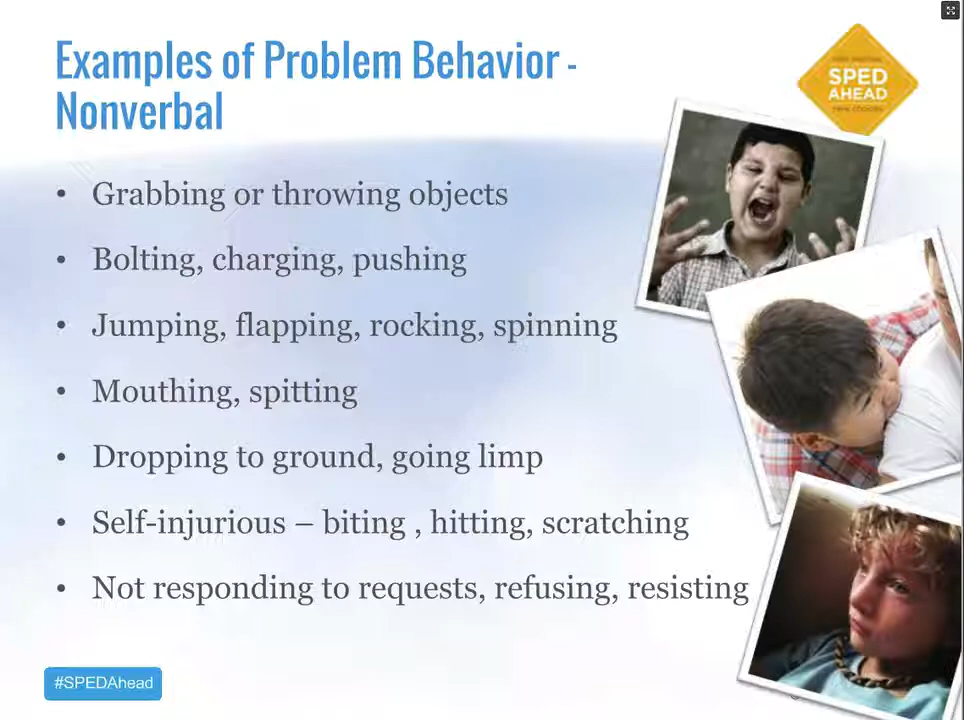 Examples of Problem Behavior -
Nonverbal
SPED
AHEAD
• Grabbing or throwing objects
• Bolting, charging, pushing
• Jumping, flapping, rocking, spinning
• Mouthing, spitting
• Dropping to ground, going limp
• Self-injurious – biting , hitting, scratching
• Not responding to requests, refusing, resisting
#SPEDAhead